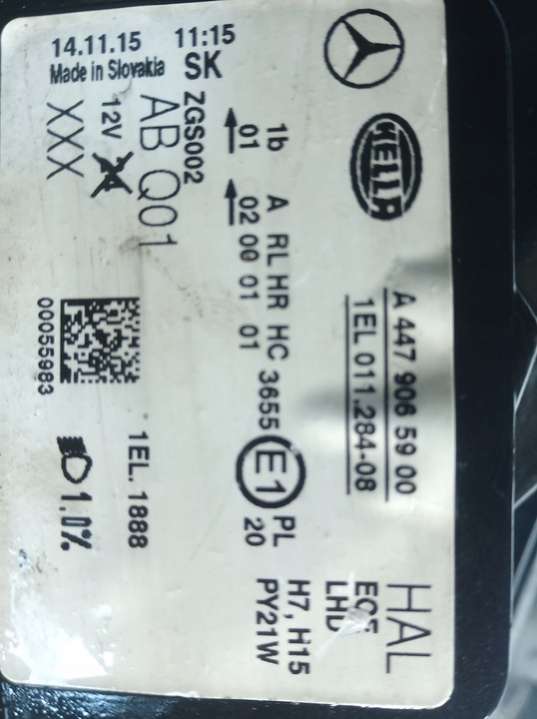 HELLA
A 447 906 59 00
1EL 011.284-08
HAL
LHD
1b A RL HR HC 3655 E1 PL
01 02 00 01 01 20
H7, H15
PY21W
14.11.15 11:15
Made in Slovakia SK
ZGS002
AB Q01
12V
XXX
00055983
1EL. 1888
1.0%